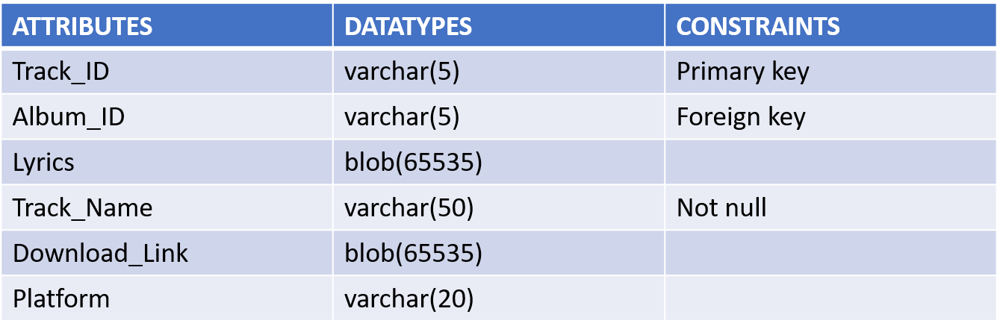 ATTRIBUTES DATATYPES CONSTRAINTS
Track_ID varchar(5) Primary key
Album_ID varchar(5) Foreign key
Lyrics blob(65535)
Track_Name varchar(50) Not null
Download_Link blob(65535)
Platform varchar(20)